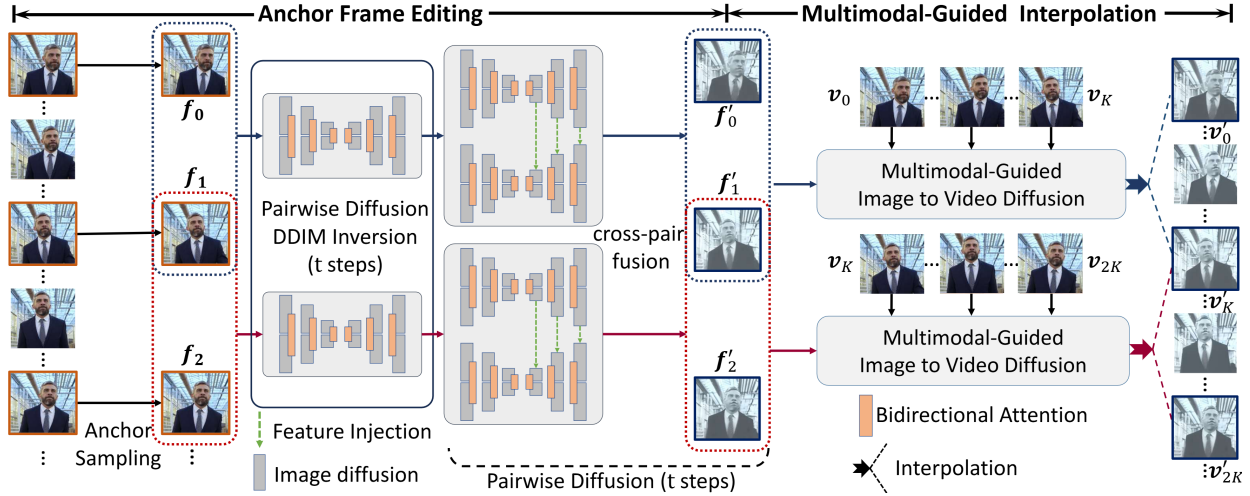 Anchor Frame Editing
Multimodal-Guided Interpolation
f0
f1
f2
Anchor
Sampling
Pairwise Diffusion
DDIM Inversion
(t steps)
Feature Injection
Image diffusion
cross-pair
fusion
Pairwise Diffusion (t steps)
f′0
f′1
f′2
v0
...
...
vK
Multimodal-Guided
Image to Video Diffusion
vK
...
...
v2K
Multimodal-Guided
Image to Video Diffusion
Bidirectional Attention
Interpolation
v′0
v′K
v′2K